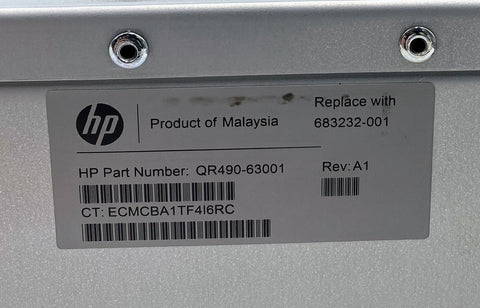 hp
Product of Malaysia
Replace with
683232-001
HP Part Number: QR490-63001
Rev: A1
CT: ECMCBA1TF4I6RC